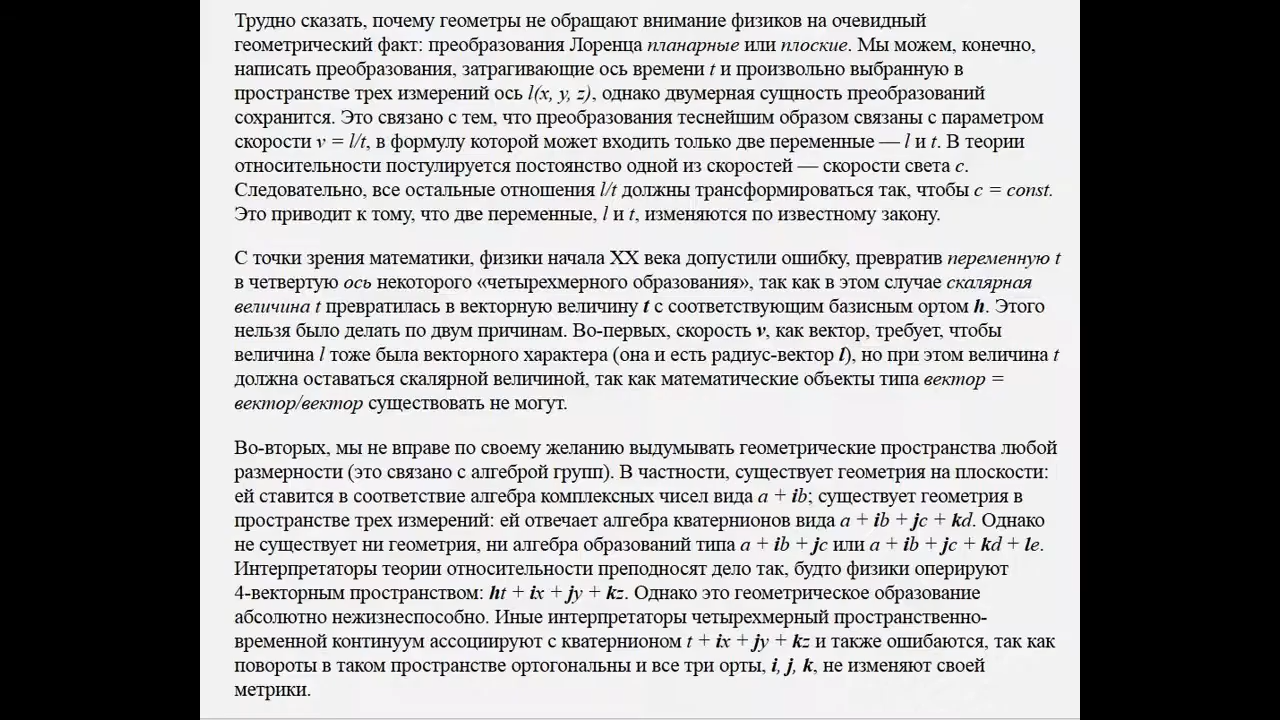 Трудно сказать, почему геометры не обращают внимание физиков на очевидный
геометрический факт: преобразования Лоренца планарные или плоские. Мы можем, конечно,
написать преобразования, затрагивающие ось времени t и произвольно выбранную в
пространстве трех измерений ось l(x, y, z), однако двумерная сущность преобразований
сохранится. Это связано с тем, что преобразования теснейшим образом связаны с параметром
скорости v = l/t, в формулу которой может входить только две переменные — l и t. В теории
относительности постулируется постоянство одной из скоростей — скорости света c.
Следовательно, все остальные отношения l/t должны трансформироваться так, чтобы c = const.
Это приводит к тому, что две переменные, l и t, изменяются по известному закону.
С точки зрения математики, физики начала XX века допустили ошибку, превратив переменную t
в четвертую ось некоторого «четырехмерного образования», так как в этом случае скалярная
величина t превратилась в векторную величину t с соответствующим базисным ортом h. Этого
нельзя было делать по двум причинам. Во-первых, скорость v, как вектор, требует, чтобы
величина l тоже была векторного характера (она и есть радиус-вектор l), но при этом величина t
должна оставаться скалярной величиной, так как математические объекты типа вектор =
вектор/вектор существовать не могут.
Во-вторых, мы не вправе по своему желанию выдумывать геометрические пространства любой
размерности (это связано с алгеброй групп). В частности, существует геометрия на плоскости:
ей ставится в соответствие алгебра комплексных чисел вида a + ib; существует геометрия в
пространстве трех измерений: ей отвечает алгебра кватернионов вида a + ib + jc + kd. Однако
не существует ни геометрия, ни алгебра образований типа a + ib + jc или a + ib + jc + kd + le.
Интерпретаторы теории относительности преподносят дело так, будто физики оперируют
4-векторным пространством: ht + ix + jy + kz. Однако это геометрическое образование
абсолютно нежизнеспособно. Иные интерпретаторы четырехмерный пространственно-
временной континуум ассоциируют с кватернионом t + ix + jy + kz и также ошибаются, так как
повороты в таком пространстве ортогональны и все три орты, i, j, k, не изменяют своей
метрики.